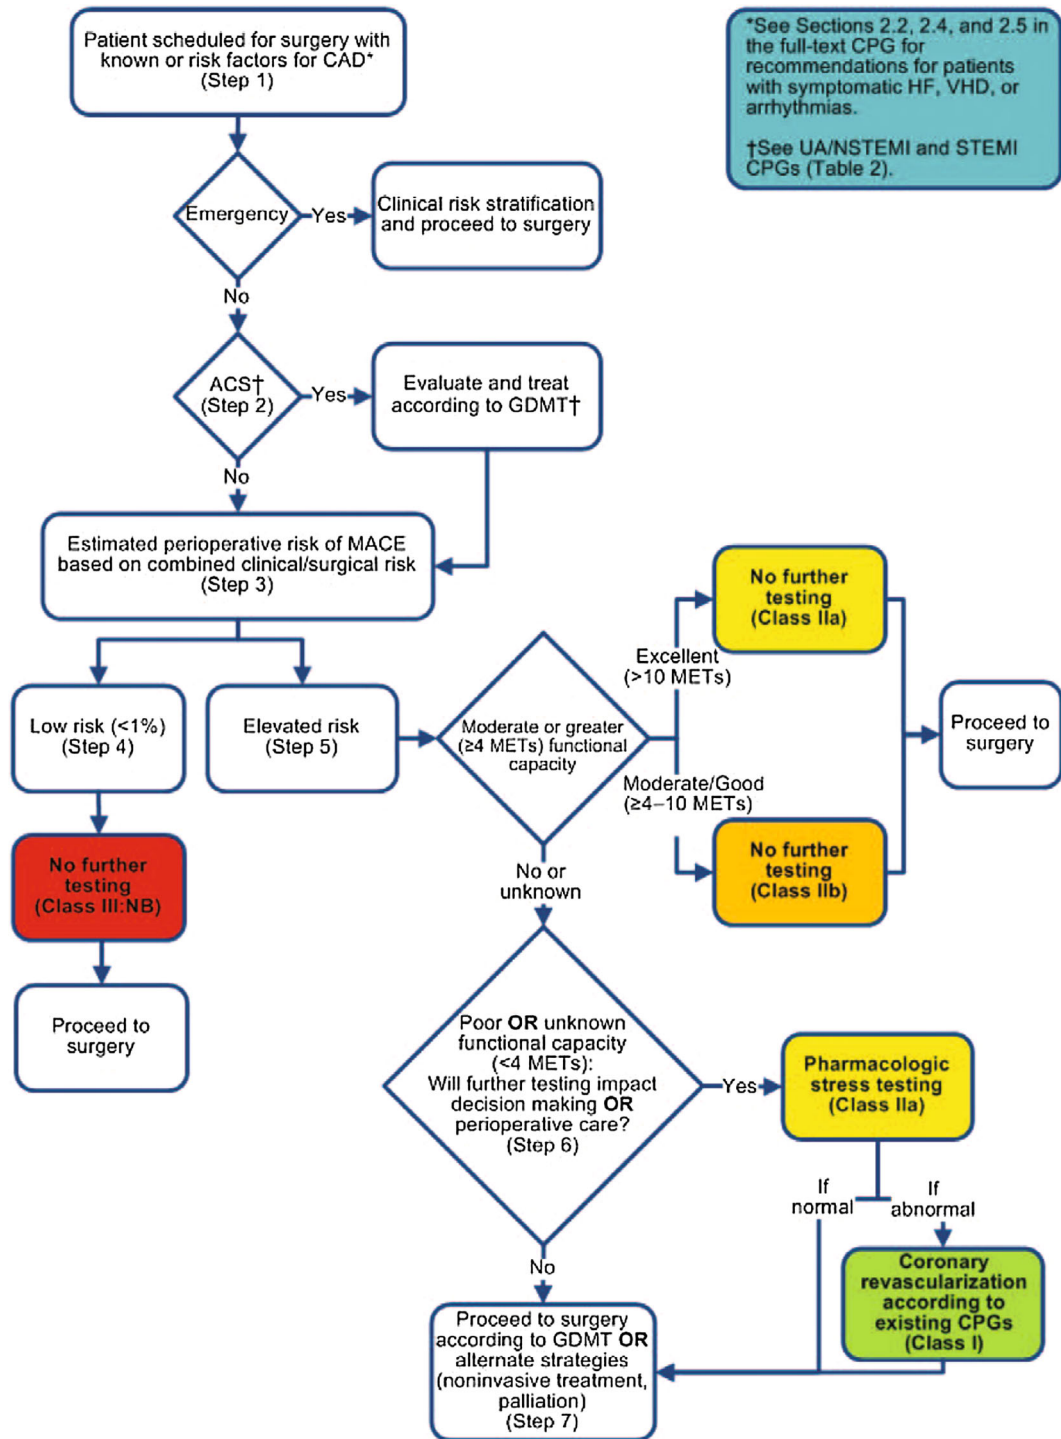 Patient scheduled for surgery with
known or risk factors for CAD*
(Step 1)
*See Sections 2.2, 2.4, and 2.5 in
the full-text CPG for
recommendations for patients
with symptomatic HF, VHD, or
arrhythmias.
†See UA/NSTEMI and STEMI
CPGs (Table 2).
Emergency
Yes
Clinical risk stratification
and proceed to surgery
No
ACS†
(Step 2)
Yes
Evaluate and treat
according to GDMT†
No
Estimated perioperative risk of MACE
based on combined clinical/surgical risk
(Step 3)
Low risk (<1%)
(Step 4)
Elevated risk
(Step 5)
No further
testing
(Class III:NB)
Proceed to
surgery
Moderate or greater
(≥4 METs) functional
capacity
Excellent
(>10 METs)
No further
testing
(Class IIa)
Moderate/Good
(≥4–10 METs)
No further
testing
(Class IIb)
Proceed to
surgery
No or
unknown
Poor OR unknown
functional capacity
(<4 METs):
Will further testing impact
decision making OR
perioperative care?
(Step 6)
Yes
Pharmacologic
stress testing
(Class IIa)
If
normal
If
abnormal
Coronary
revascularization
according to
existing CPGs
(Class I)
No
Proceed to surgery
according to GDMT OR
alternate strategies
(noninvasive treatment,
palliation)
(Step 7)